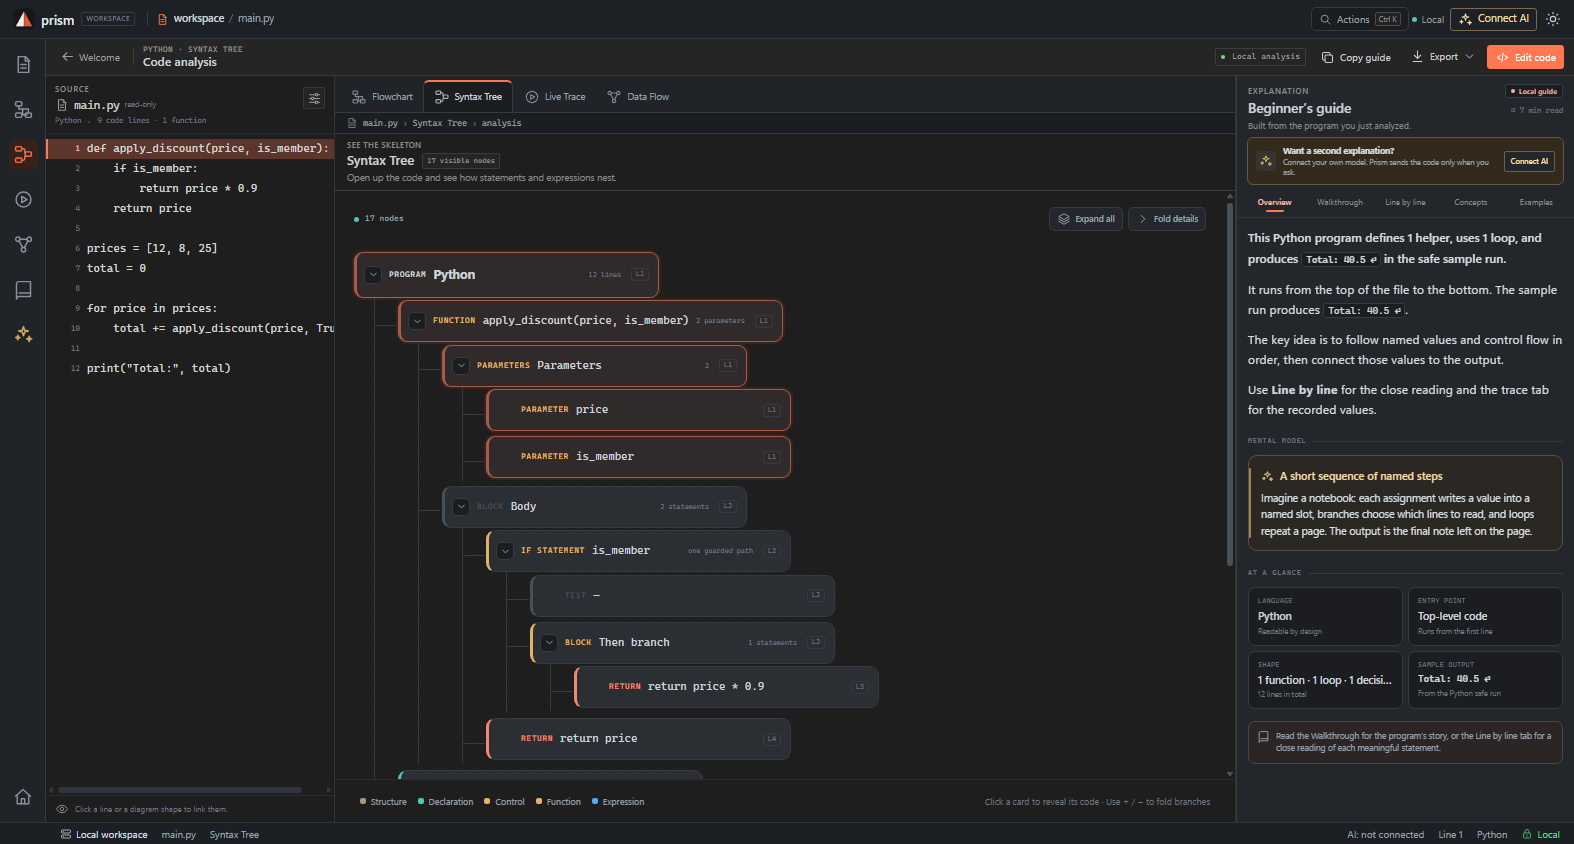 prism WORKSPACE workspace / main.py
Actions Ctrl K Local Connect AI
Welcome
PYTHON · SYNTAX TREE
Code analysis
Local analysis Copy guide Export Edit code
SOURCE
main.py read-only
Python . 9 code lines · 1 function
1 def apply_discount(price, is_member):
2 if is_member:
3 return price * 0.9
4 return price
5
6 prices = [12, 8, 25]
7 total = 0
8
9 for price in prices:
10 total += apply_discount(price, Tru
11
12 print("Total:", total)
Click a line or a diagram shape to link them.
Flowchart Syntax Tree Live Trace Data Flow
main.py › Syntax Tree › analysis
SEE THE SKELETON
Syntax Tree 17 visible nodes
Open up the code and see how statements and expressions nest.
17 nodes
Expand all Fold details
PROGRAM Python 12 lines L1
FUNCTION apply_discount(price, is_member) 2 parameters L1
PARAMETERS Parameters 2 L1
PARAMETER price L1
PARAMETER is_member L1
BLOCK Body 2 statements L2
IF STATEMENT is_member one guarded path L2
TEST — L2
BLOCK Then branch 1 statements L2
RETURN return price * 0.9 L3
RETURN return price L4
Structure Declaration Control Function Expression
Click a card to reveal its code · Use + / − to fold branches
EXPLANATION
Local guide
Beginner's guide
≈ 7 min read
Built from the program you just analyzed.
Want a second explanation?
Connect your own model. Prism sends the code only when you
ask.
Connect AI
Overview Walkthrough Line by line Concepts Examples
This Python program defines 1 helper, uses 1 loop, and
produces Total: 40.5 ⏎ in the safe sample run.
It runs from the top of the file to the bottom. The sample
run produces Total: 40.5 ⏎ .
The key idea is to follow named values and control flow in
order, then connect those values to the output.
Use Line by line for the close reading and the trace tab
for the recorded values.
MENTAL MODEL
A short sequence of named steps
Imagine a notebook: each assignment writes a value into a
named slot, branches choose which lines to read, and loops
repeat a page. The output is the final note left on the page.
AT A GLANCE
LANGUAGE
Python
Readable by design
ENTRY POINT
Top-level code
Runs from the first line
SHAPE
1 function · 1 loop · 1 decisi...
12 lines in total
SAMPLE OUTPUT
Total: 40.5 ⏎
From the Python safe run
Read the Walkthrough for the program's story, or the Line by line tab for a
close reading of each meaningful statement.
Local workspace main.py Syntax Tree
AI: not connected Line 1 Python Local